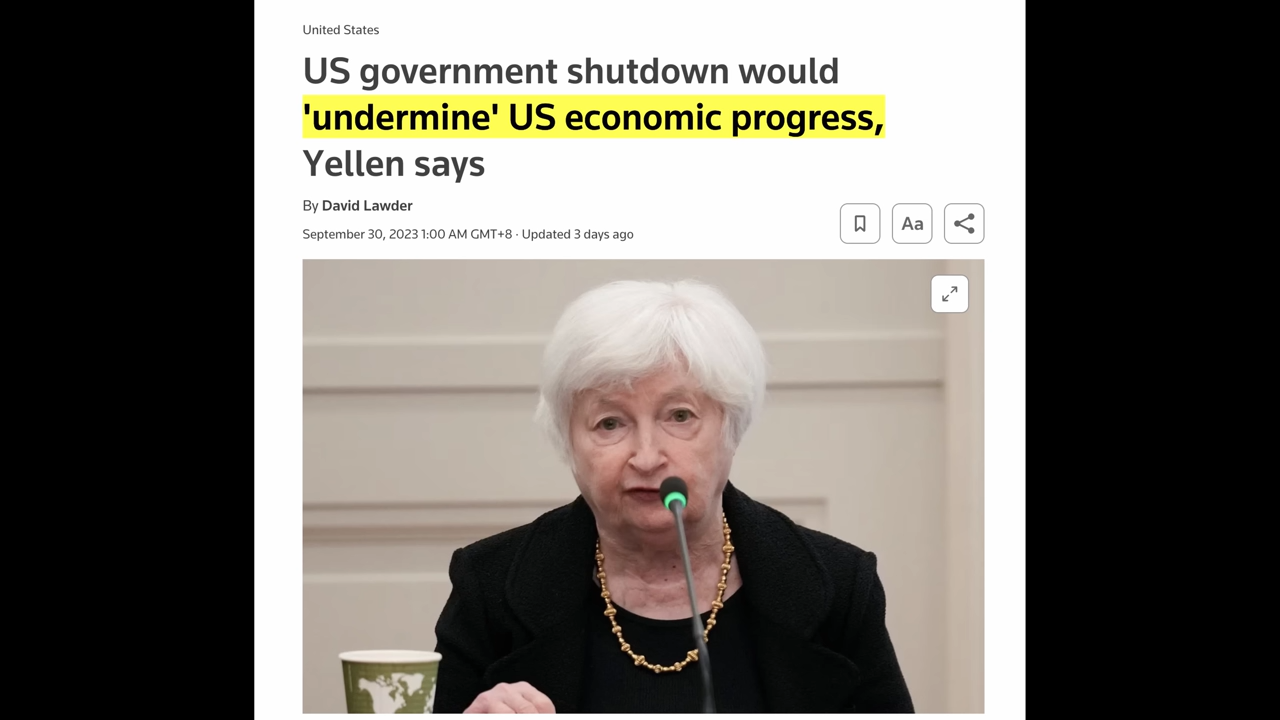 United States
US government shutdown would
'undermine' US economic progress,
Yellen says
By David Lawder
September 30, 2023 1:00 AM GMT+8 · Updated 3 days ago
Aa